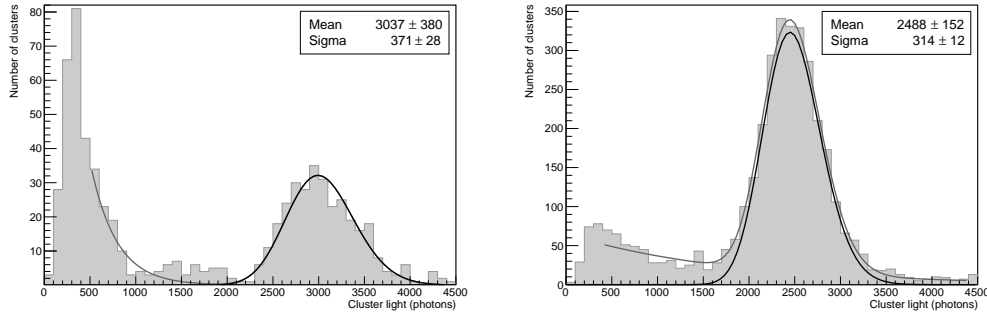 Number of clusters
80
70
60
50
40
30
20
10
Mean 3037 ± 380
Sigma 371 ± 28
0 500 1000 1500 2000 2500 3000 3500 4000 4500
Cluster light (photons)
Number of clusters
350
300
250
200
150
100
50
0
Mean 2488 ± 152
Sigma 314 ± 12
0 500 1000 1500 2000 2500 3000 3500 4000 4500
Cluster light (photons)